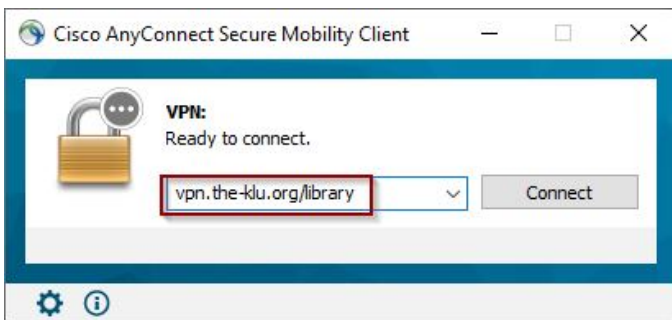 Cisco AnyConnect Secure Mobility Client
VPN:
Ready to connect.
vpn.the-klu.org/library
Connect